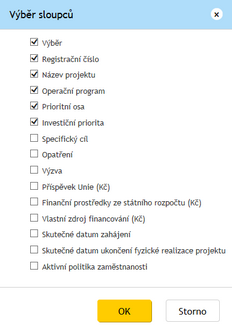 Výběr sloupců
Výběr
Registrační číslo
Název projektu
Operační program
Prioritní osa
Investiční priorita
Specifický cíl
Opatření
Výzva
Příspěvek Unie (Kč)
Finanční prostředky ze státního rozpočtu (Kč)
Vlastní zdroj financování (Kč)
Skutečné datum zahájení
Skutečné datum ukončení fyzické realizace projektu
Aktivní politika zaměstnanosti
OK
Storno